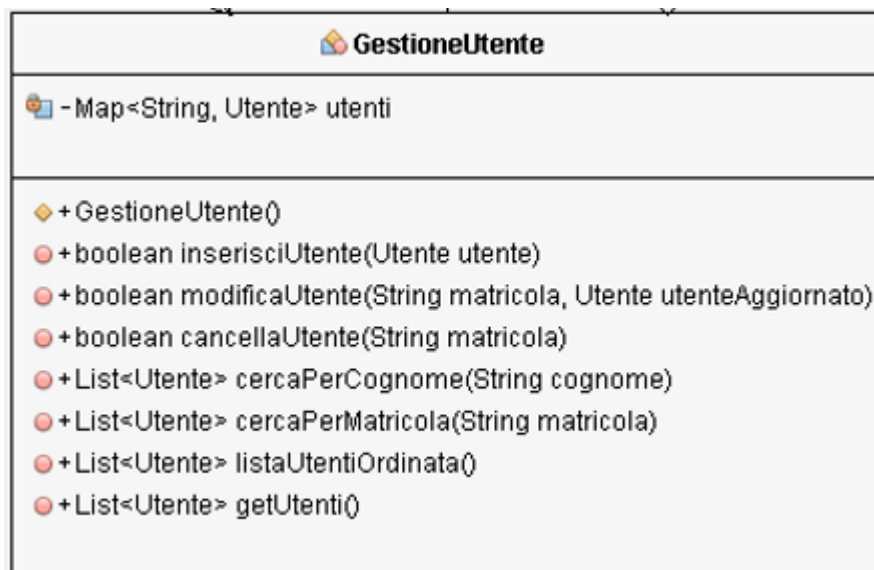 GestioneUtente
- Map<String, Utente> utenti
+ GestioneUtente()
+ boolean inserisciUtente(Utente utente)
+ boolean modificaUtente(String matricola, Utente utenteAggiornato)
+ boolean cancellaUtente(String matricola)
+ List<Utente> cercaPerCognome(String cognome)
+ List<Utente> cercaPerMatricola(String matricola)
+ List<Utente> listaUtentiOrdinata()
+ List<Utente> getUtenti()